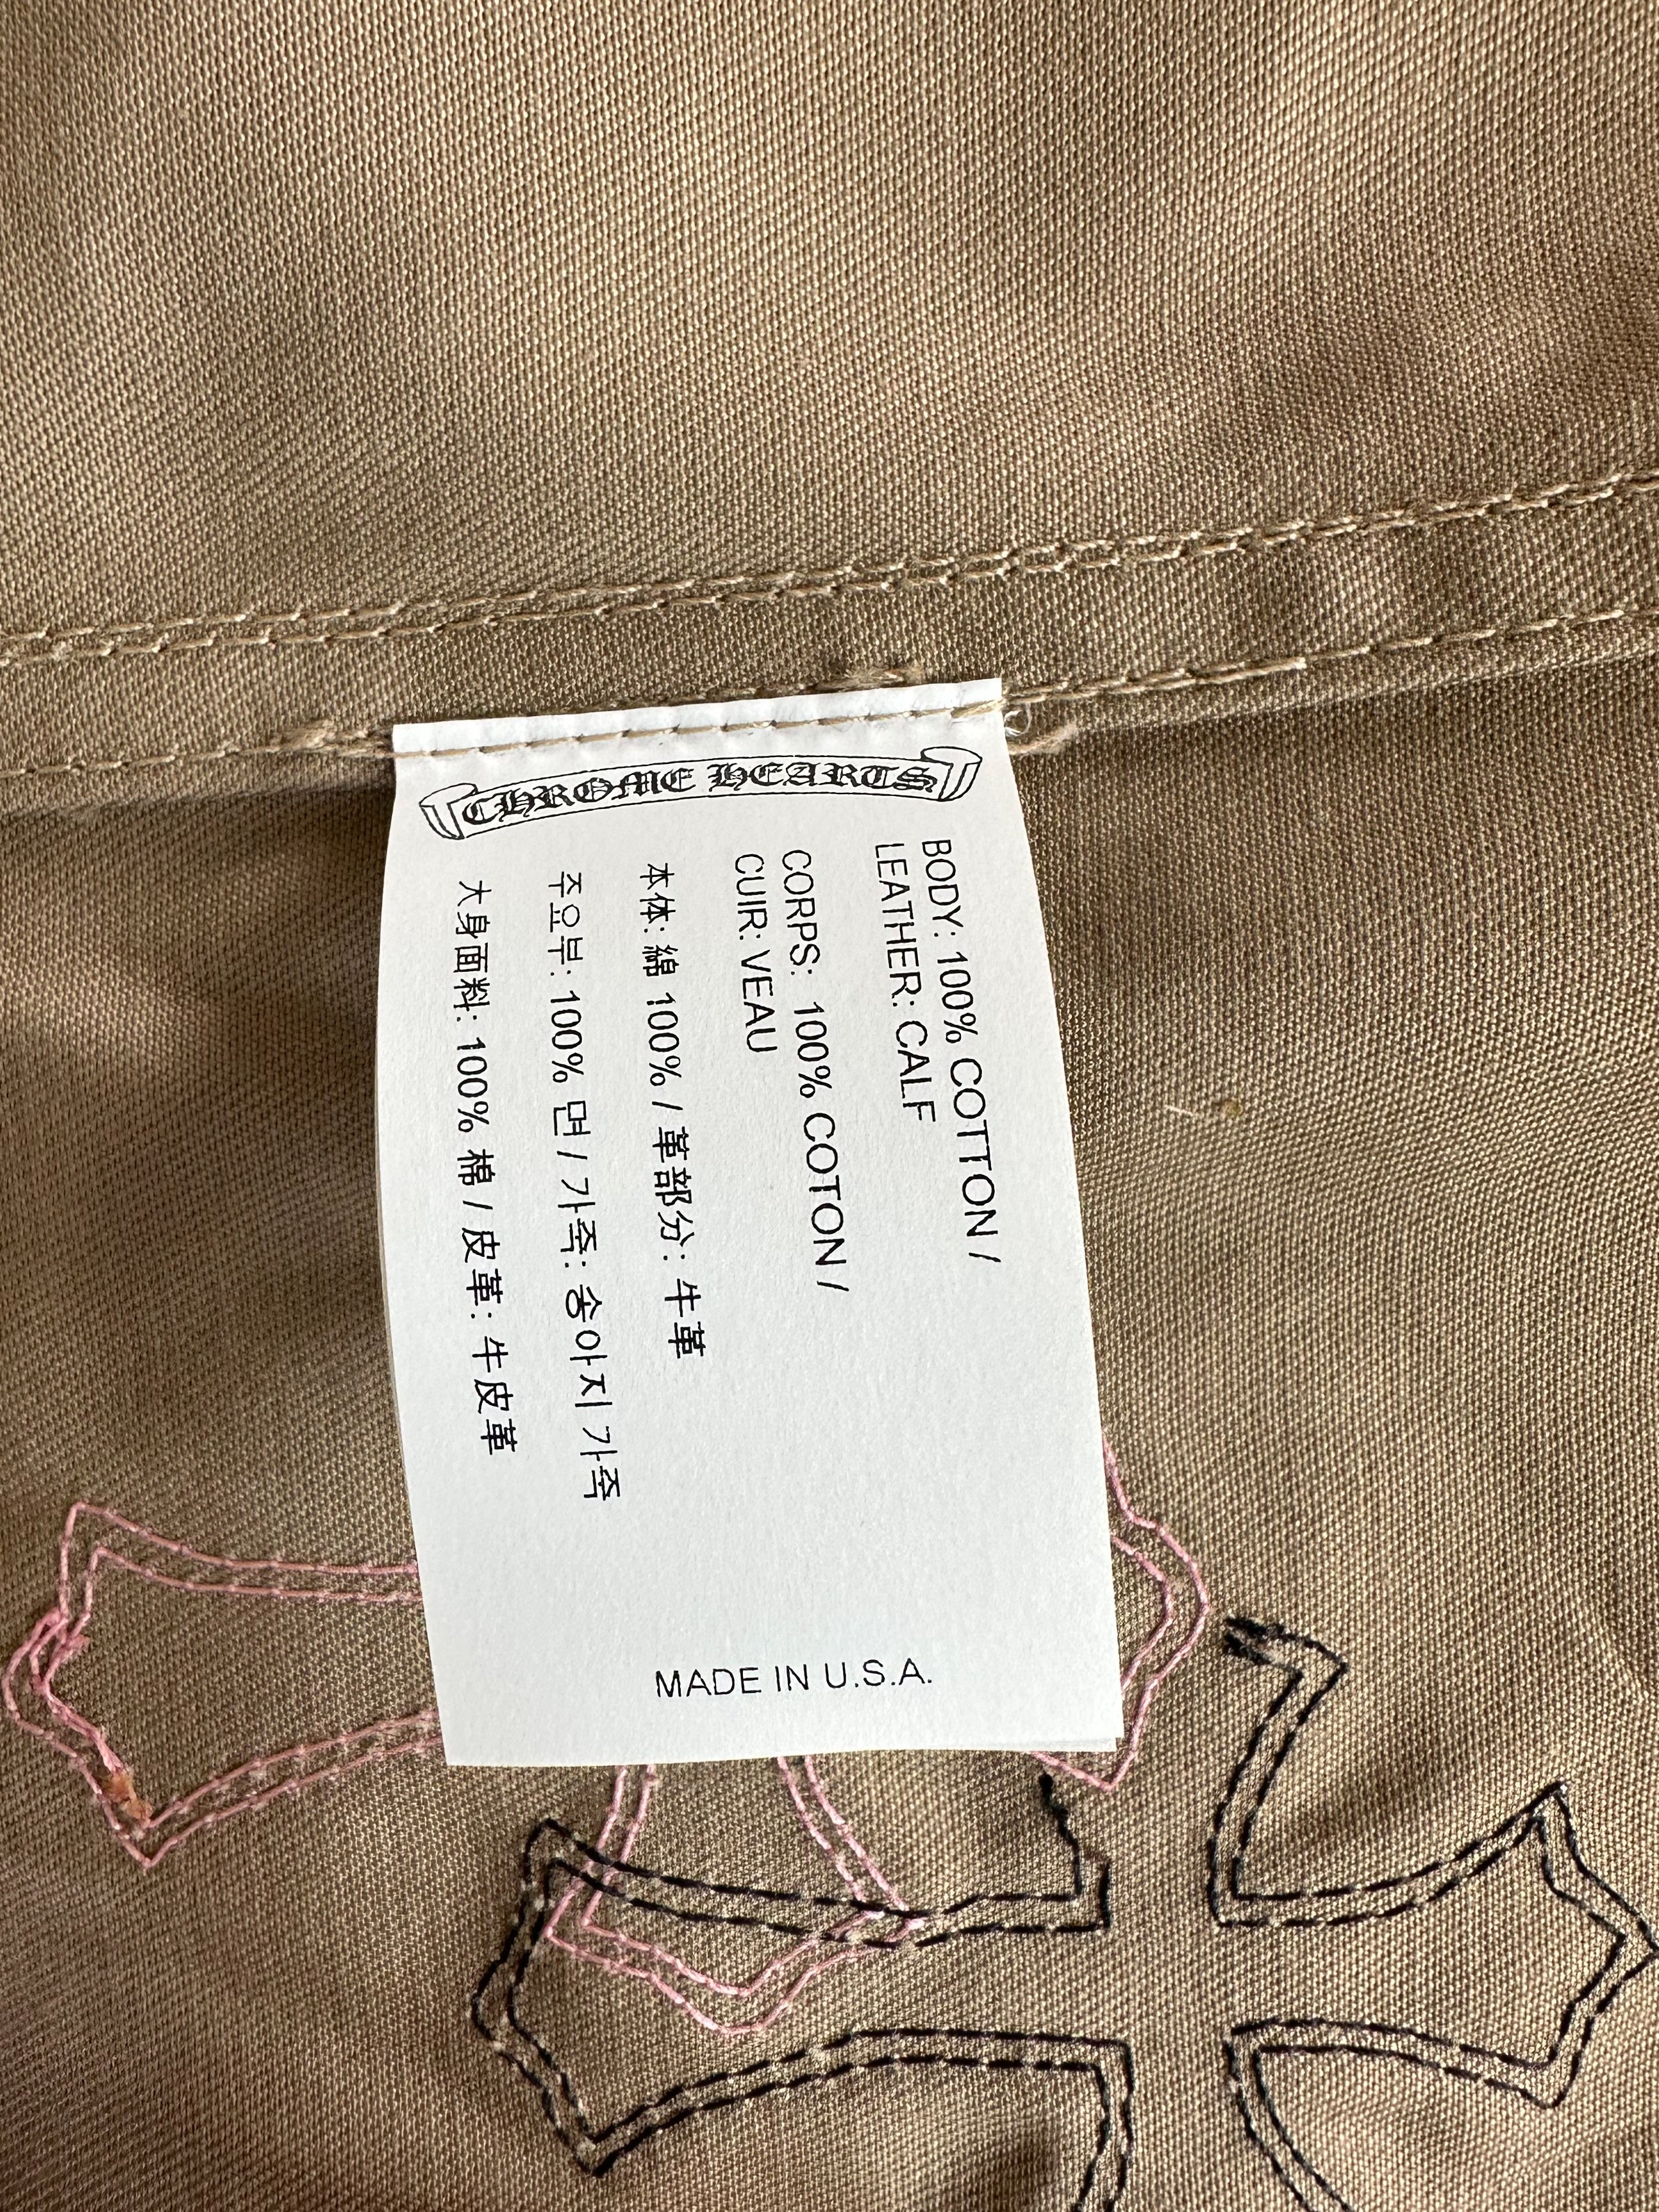 CHROME HEARTS
BODY: 100% COTTON /
LEATHER: CALF
CORPS: 100% COTON /
CUIR: VEAU
本体: 綿 100% / 革部分: 牛革
주요부: 100% 면 / 가죽: 송아지 가죽
大身面料: 100% 棉 / 皮革: 牛皮革
MADE IN U.S.A.